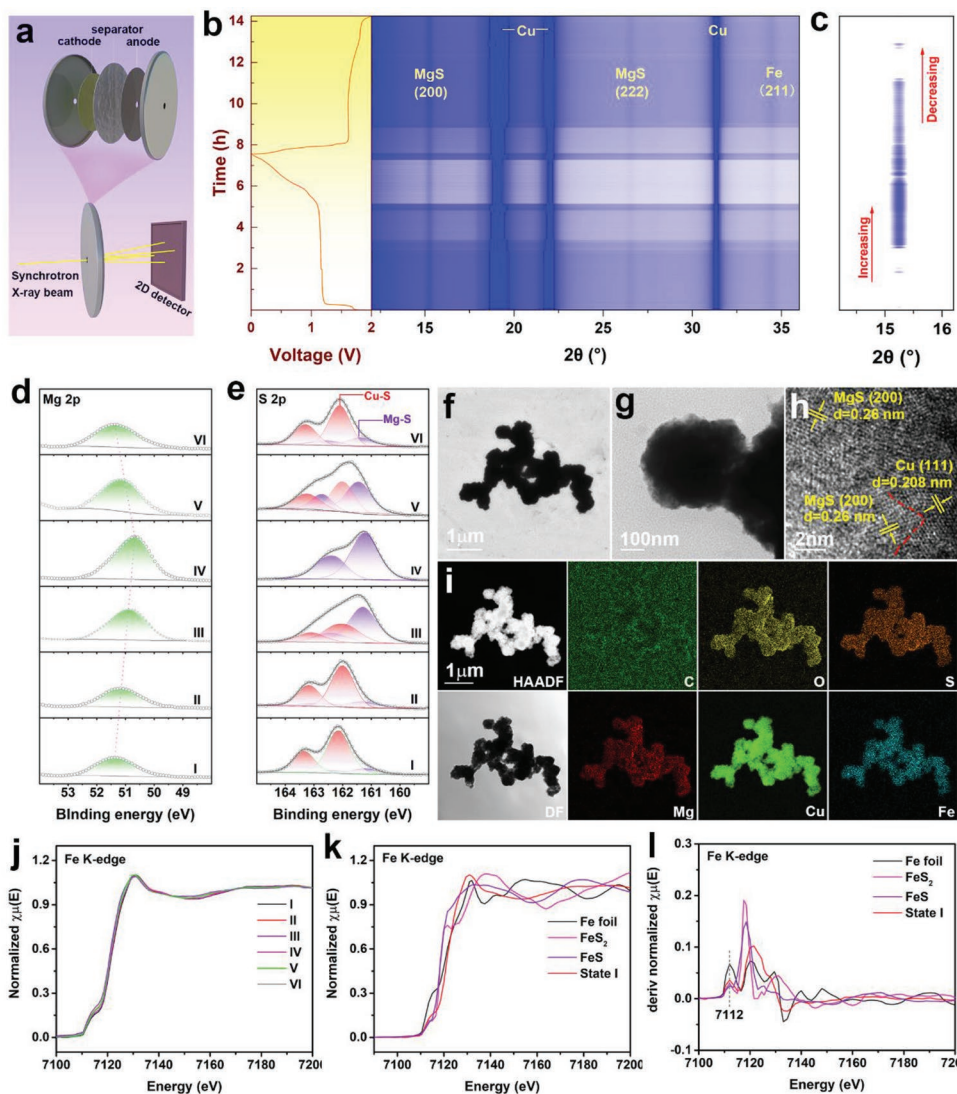 a
separator
cathode
anode
Synchrotron
X-ray beam
2D detector
b
14
12
10
8
6
4
2
Time (h)
0
1
2
Voltage (V)
Cu
Cu
MgS
(200)
MgS
(222)
Fe
(211)
15
20
25
30
35
2θ (°)
c
Decreasing
Increasing
15
16
2θ (°)
d
Mg 2p
VI
V
IV
III
II
I
53
52
51
50
49
BInding energy (eV)
e
S 2p
Cu-S
Mg-S
VI
V
IV
III
II
I
164
163
162
161
160
Binding energy (eV)
f
1μm
g
100nm
h
MgS (200)
d=0.26 nm
Cu (111)
d=0.208 nm
MgS (200)
d=0.26 nm
2nm
i
1μm
HAADF
C
O
S
DF
Mg
Cu
Fe
j
Fe K-edge
1.2
0.9
0.6
0.3
0.0
Normalized χμ(E)
I
II
III
IV
V
VI
7100
7120
7140
7160
7180
7200
Energy (eV)
k
Fe K-edge
1.2
0.9
0.6
0.3
0.0
Normalized χμ(E)
Fe foil
FeS₂
FeS
State I
7100
7120
7140
7160
7180
7200
Energy (eV)
l
Fe K-edge
0.3
0.2
0.1
0.0
-0.1
deriv normalized χμ(E)
Fe foil
FeS₂
FeS
State I
7112
7100
7120
7140
7160
7180
720
Energy (eV)